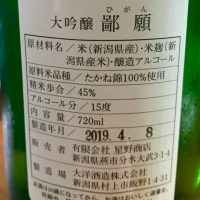 ひがん
大吟醸 鄙願
原材料名/米(新潟県産)・米麹(新
潟県産米)・醸造アルコール
原料米品種/たかね錦100%使用
精米歩合/45%
アルコール分/15度
内容量/720ml
製造年月/2019.4.8
販売者/有限会社 星野商店
新潟県燕市分水大武3-1-4
製造場/大洋酒造株式会社
新潟県村上市飯野1-4-31